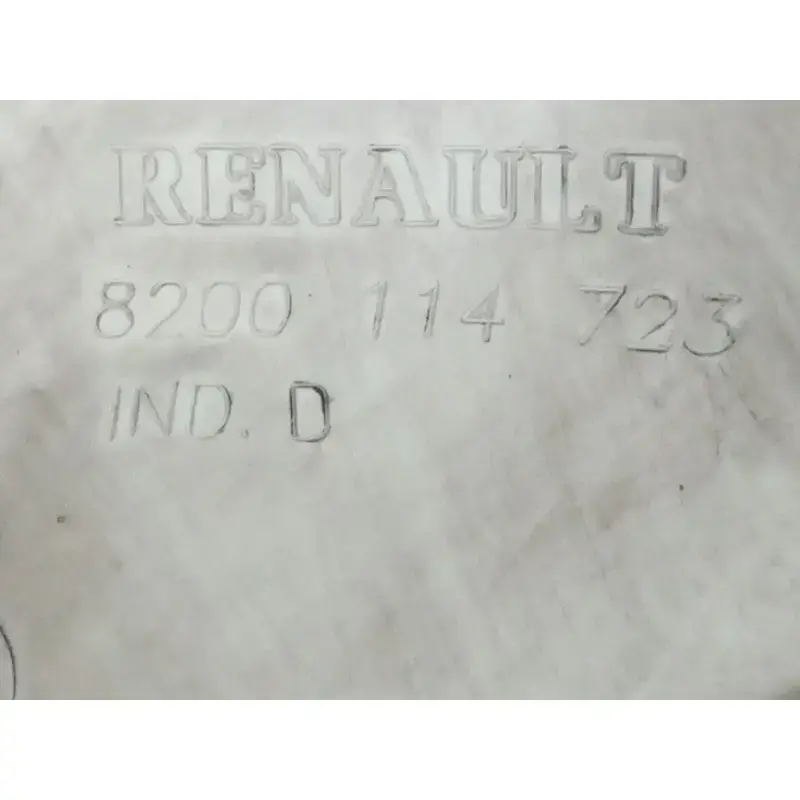 RENAULT
8200 114 723
IND. D